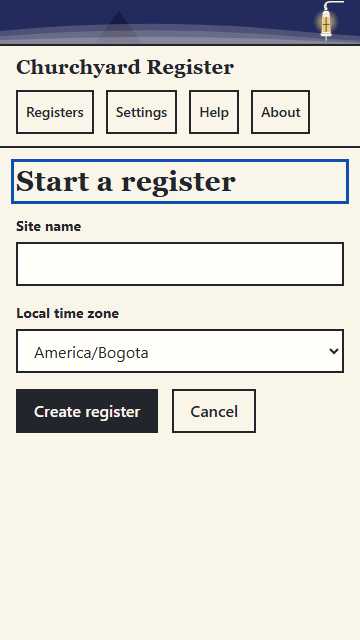 Churchyard Register
Registers Settings Help About
Start a register
Site name
Local time zone
America/Bogota
Create register Cancel